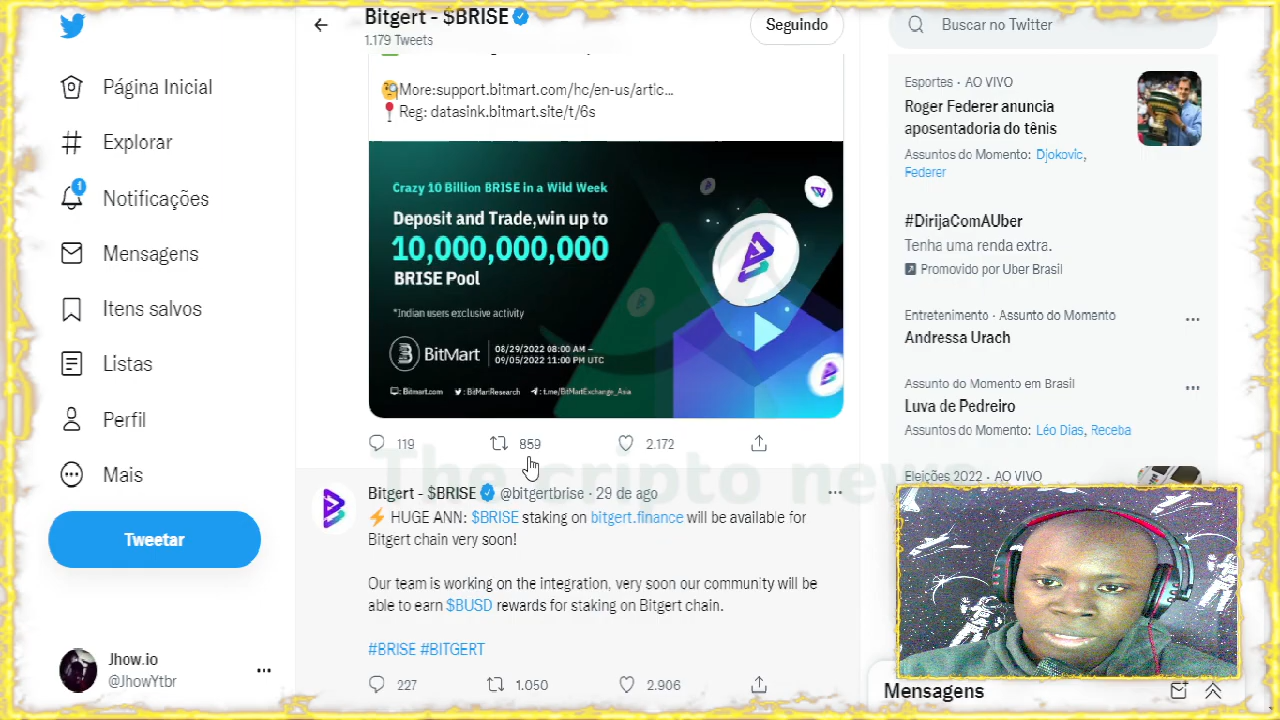 Bitgert - $BRISE
1.179 Tweets
Seguindo
Buscar no Twitter
Página Inicial
Explorar
1
Notificações
Mensagens
Itens salvos
Listas
Perfil
Mais
Tweetar
Jhow.io
@JhowYtbr
More:support.bitmart.com/hc/en-us/artic...
Reg: datasink.bitmart.site/t/6s
Crazy 10 Billion BRISE in a Wild Week
Deposit and Trade,win up to
10,000,000,000
BRISE Pool
*Indian users exclusive activity
BitMart
08/29/2022 08:00 AM –
09/05/2022 11:00 PM UTC
: Bitmart.com : BitMartResearch : t.me/BitMartExchange_Asia
119 859 2.172
The cripto new
Bitgert - $BRISE @bitgertbrise · 29 de ago
HUGE ANN: $BRISE staking on bitgert.finance will be available for
Bitgert chain very soon!
Our team is working on the integration, very soon our community will be
able to earn $BUSD rewards for staking on Bitgert chain.
#BRISE #BITGERT
227 1.050 2.906
Esportes · AO VIVO
Roger Federer anuncia
aposentadoria do tênis
Assuntos do Momento: Djokovic,
Federer
#DirijaComAUber
Tenha uma renda extra.
Promovido por Uber Brasil
Entretenimento · Assunto do Momento
Andressa Urach
Assunto do Momento em Brasil
Luva de Pedreiro
Assuntos do Momento: Léo Dias, Receba
Eleições 2022 · AO VIVO
Mensagens